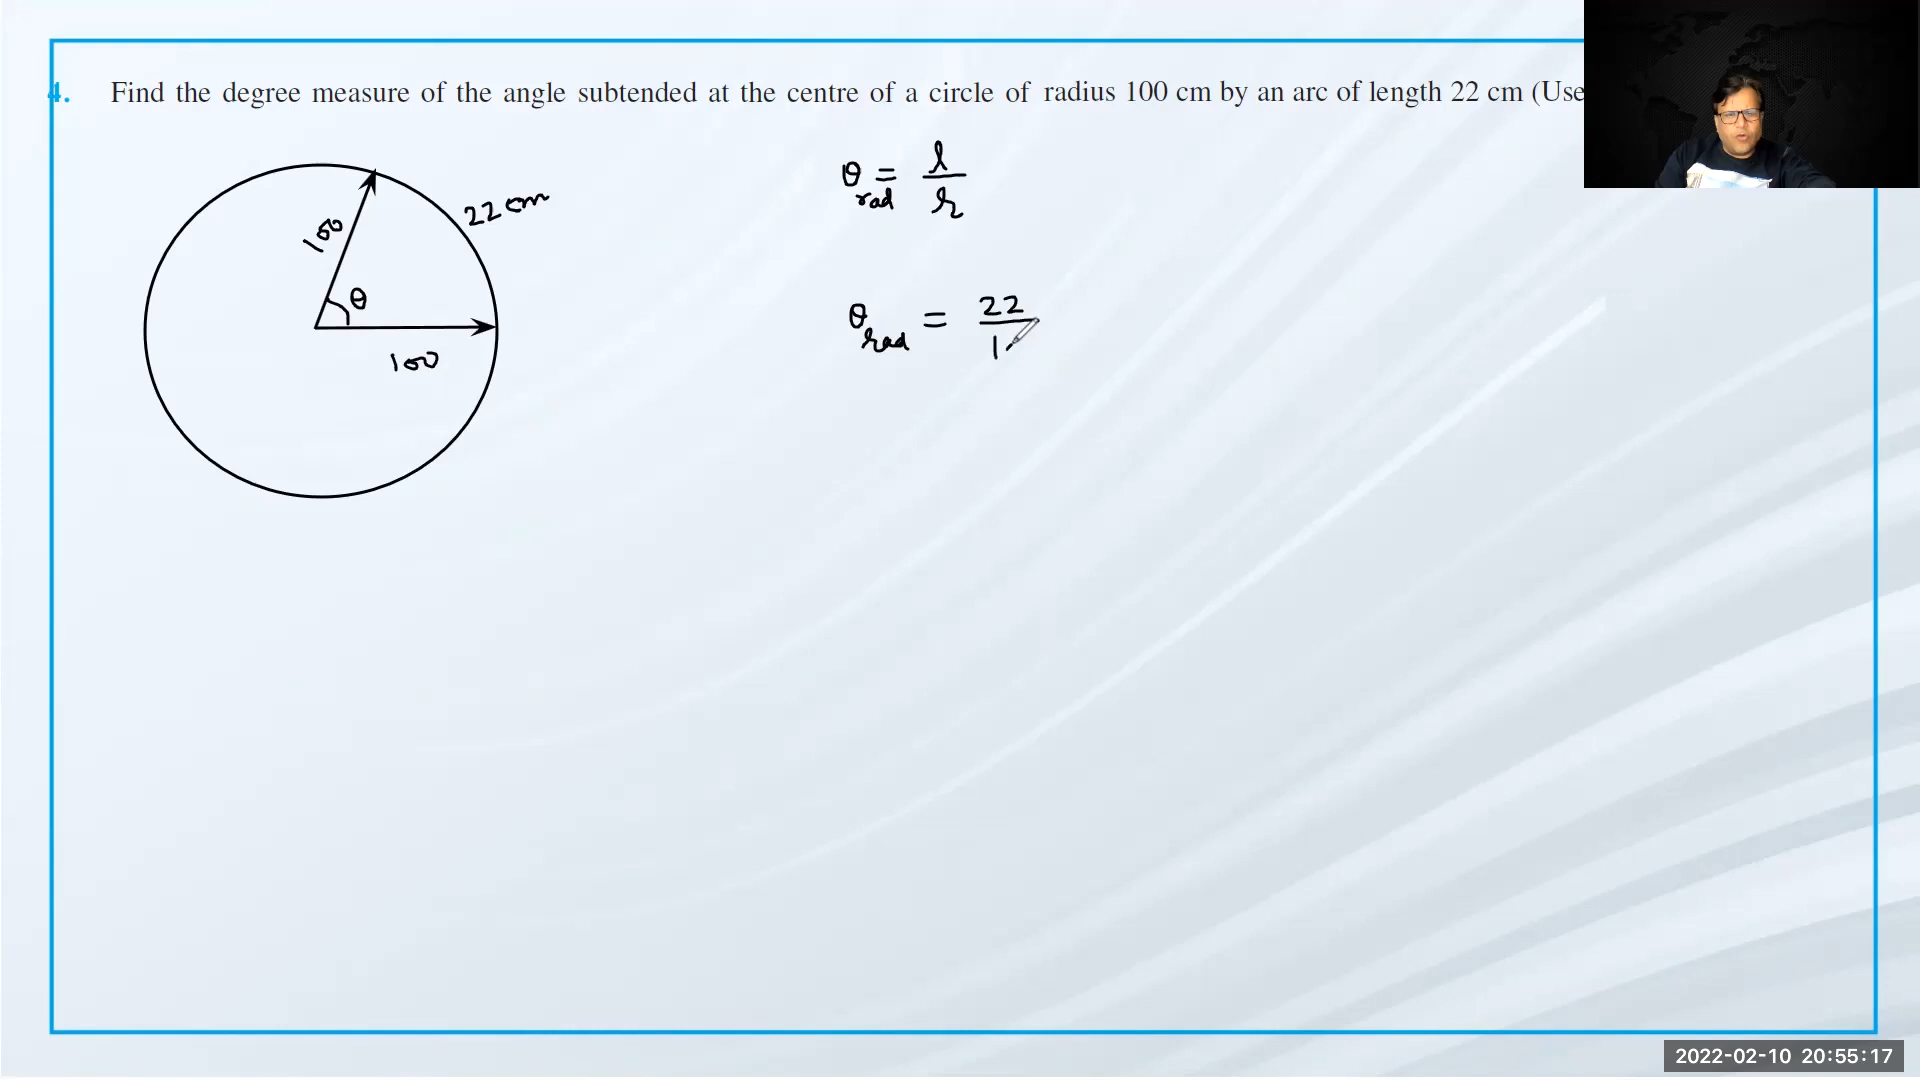 4. Find the degree measure of the angle subtended at the centre of a circle of radius 100 cm by an arc of length 22 cm (Use
θ rad = l / r
22 cm
100
θ
100
θ rad = 22 / 1
2022-02-10 20:55:17